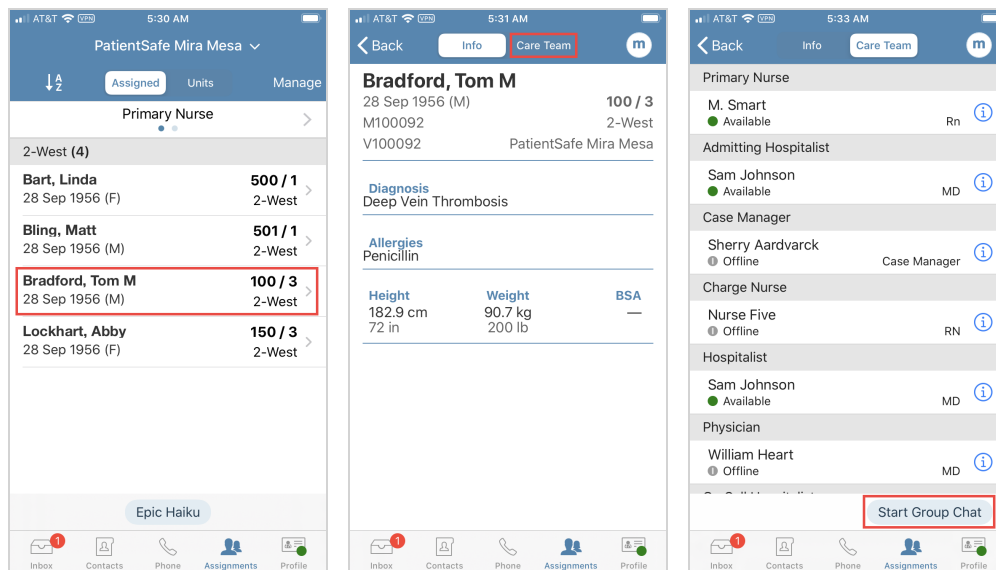 AT&T VPN 5:30 AM
PatientSafe Mira Mesa
A Z Assigned Units Manage
Primary Nurse
2-West (4)
Bart, Linda 500 / 1
28 Sep 1956 (F) 2-West
Bling, Matt 501 / 1
28 Sep 1956 (M) 2-West
Bradford, Tom M 100 / 3
28 Sep 1956 (M) 2-West
Lockhart, Abby 150 / 3
28 Sep 1956 (F) 2-West
Epic Haiku
1
Inbox Contacts Phone Assignments Profile
AT&T VPN 5:31 AM
Back Info Care Team m
Bradford, Tom M
28 Sep 1956 (M) 100 / 3
M100092 2-West
V100092 PatientSafe Mira Mesa
Diagnosis
Deep Vein Thrombosis
Allergies
Penicillin
Height Weight BSA
182.9 cm 90.7 kg —
72 in 200 lb
1
Inbox Contacts Phone Assignments Profile
AT&T VPN 5:33 AM
Back Info Care Team m
Primary Nurse
M. Smart
Available Rn
Admitting Hospitalist
Sam Johnson
Available MD
Case Manager
Sherry Aardvarck
Offline Case Manager
Charge Nurse
Nurse Five
Offline RN
Hospitalist
Sam Johnson
Available MD
Physician
William Heart
Offline MD
Start Group Chat
1
Inbox Contacts Phone Assignments Profile